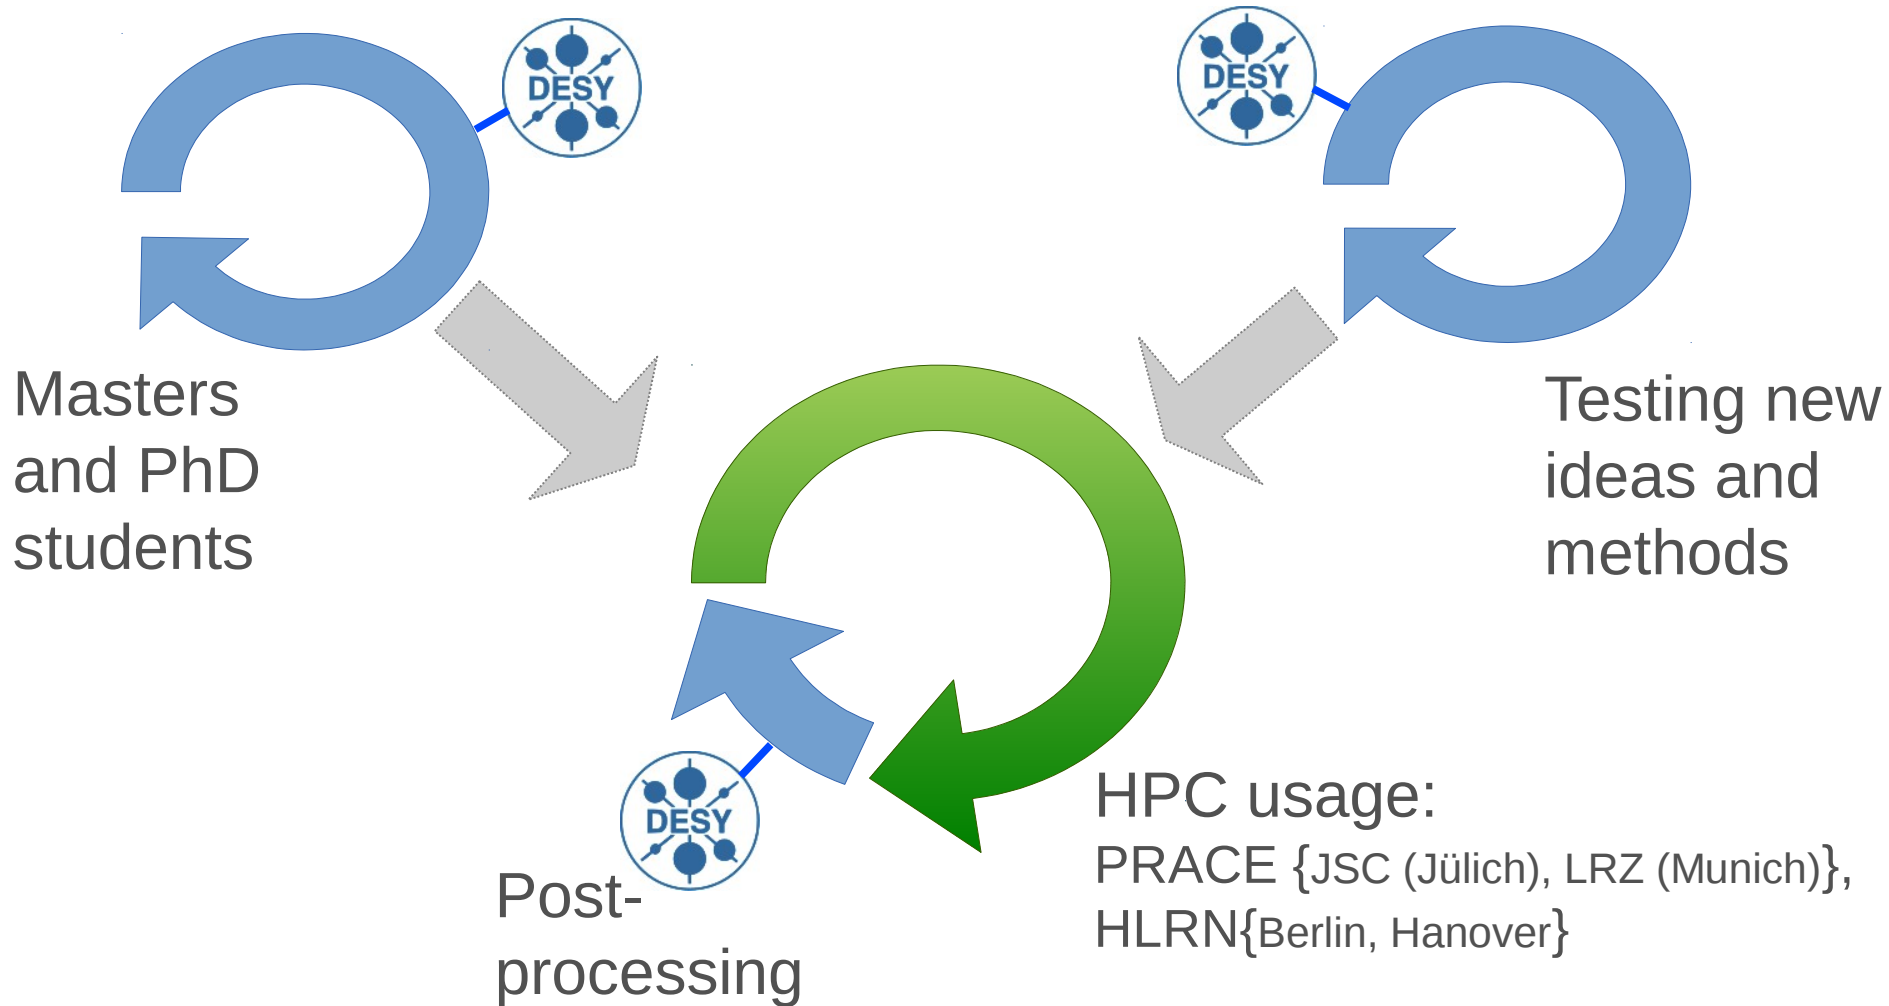 DESY
DESY
Masters
and PhD
students
Testing new
ideas and
methods
DESY
Post-
processing
HPC usage:
PRACE {JSC (Jülich), LRZ (Munich)},
HLRN{Berlin, Hanover}